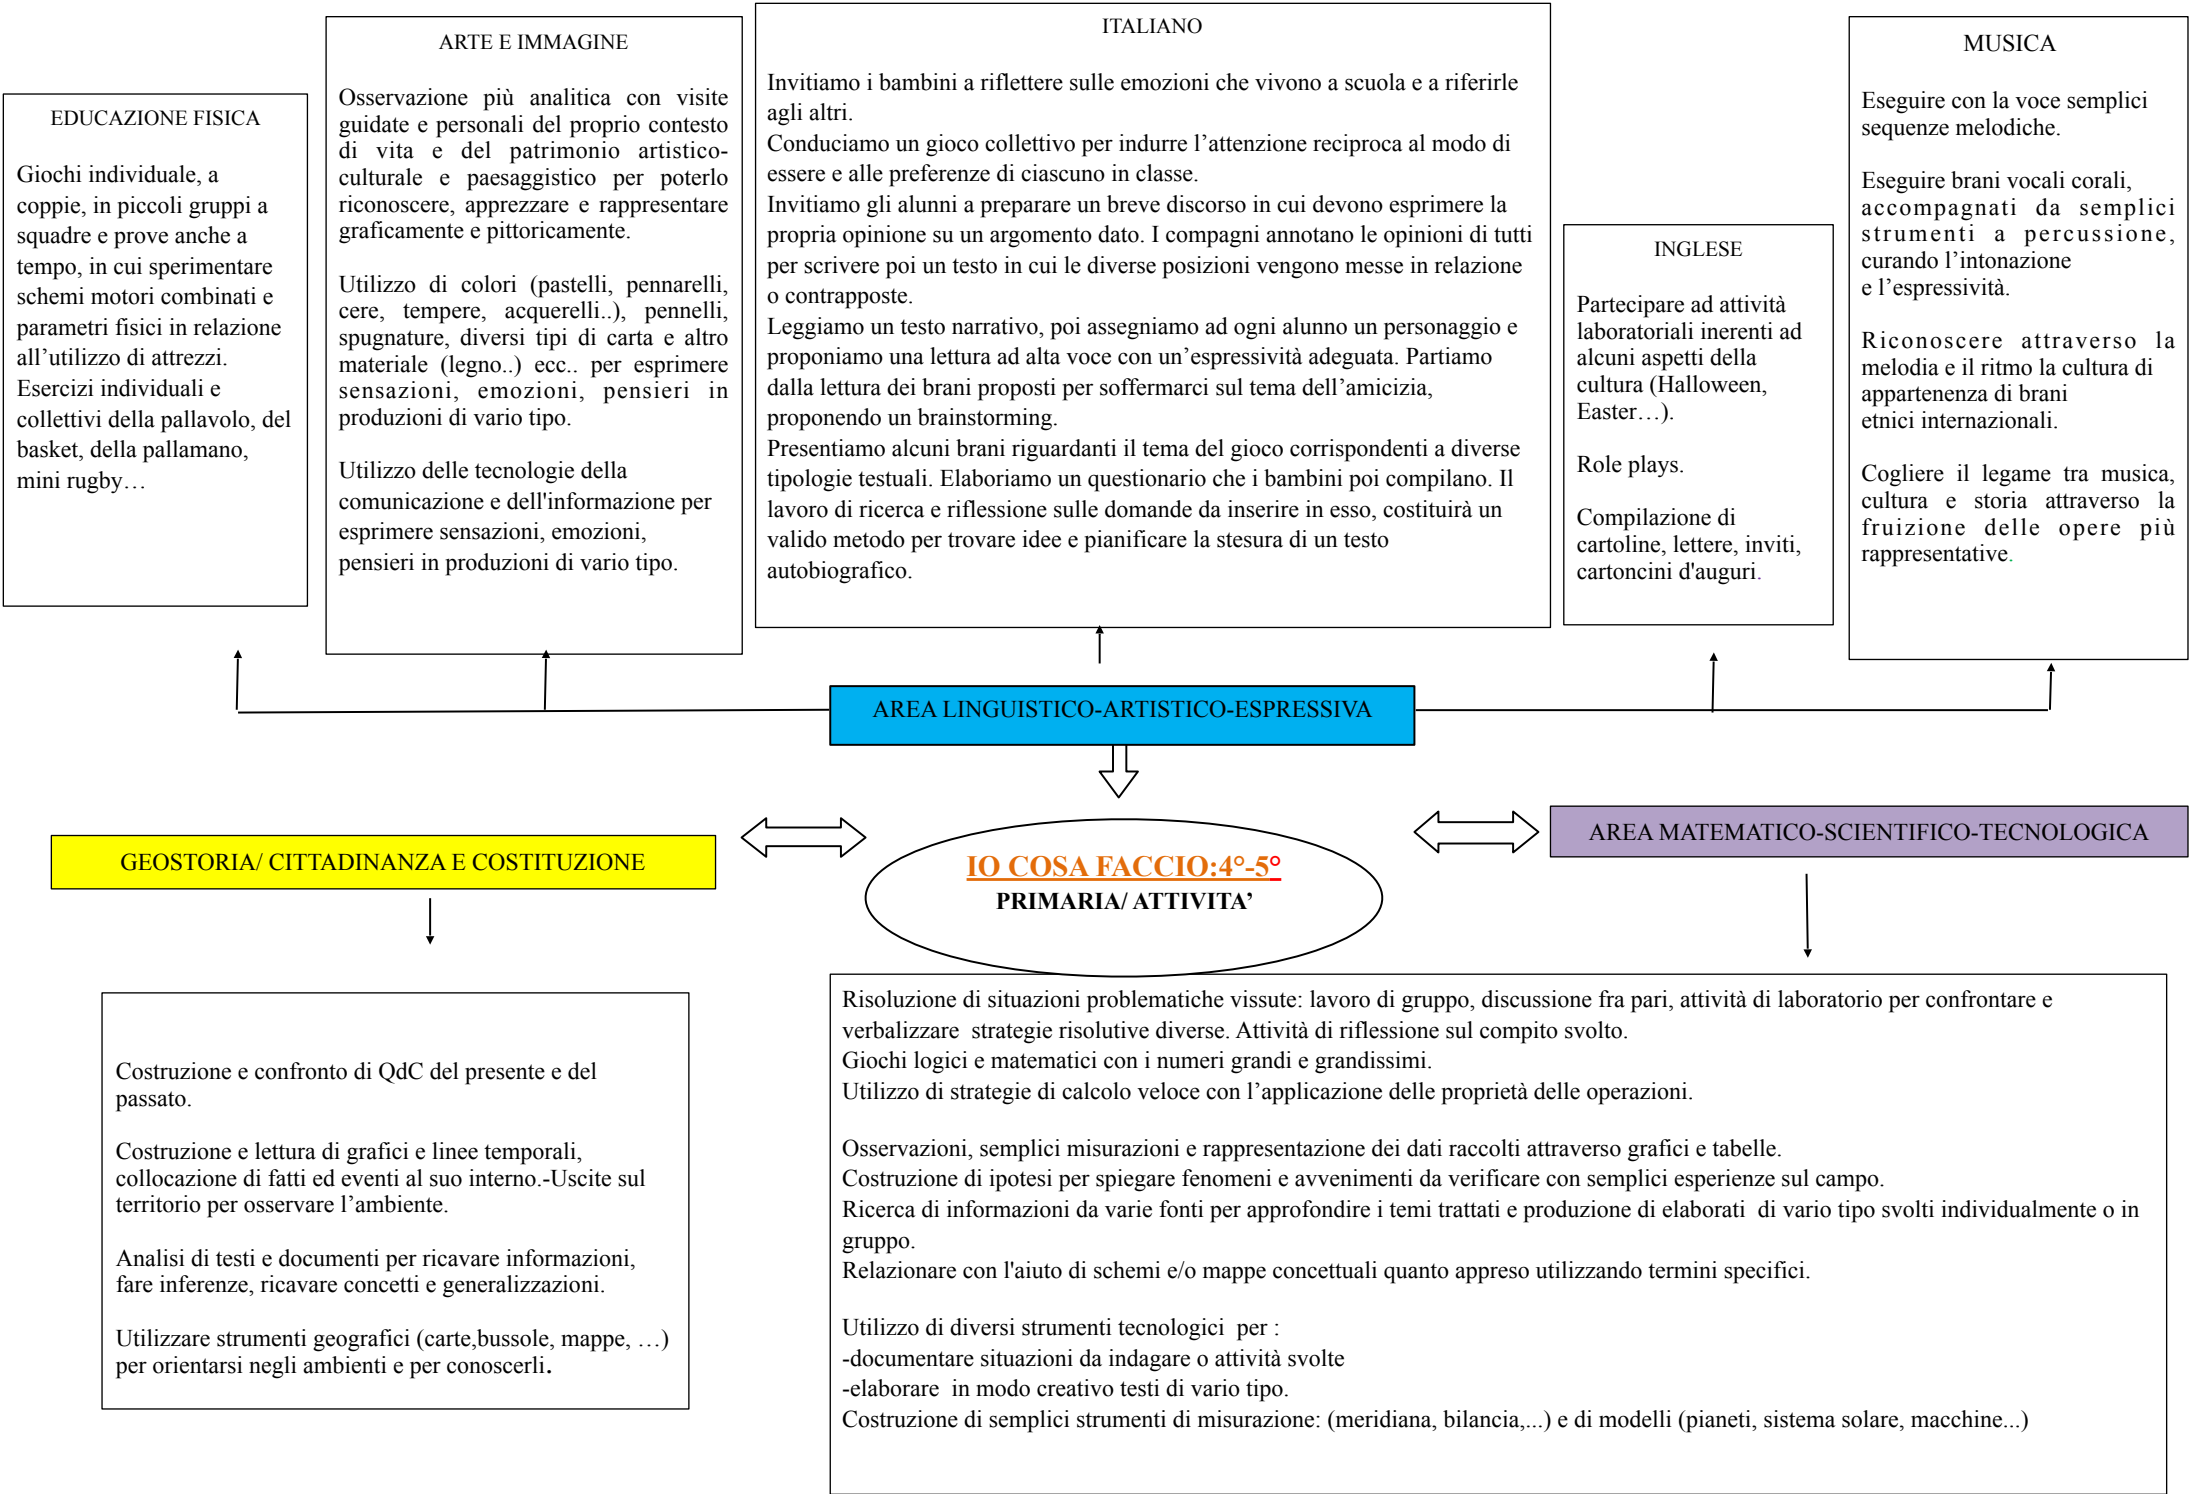 EDUCAZIONE FISICA
Giochi individuale, a
coppie, in piccoli gruppi a
squadre e prove anche a
tempo, in cui sperimentare
schemi motori combinati e
parametri fisici in relazione
all’utilizzo di attrezzi.
Esercizi individuali e
collettivi della pallavolo, del
basket, della pallamano,
mini rugby…
ARTE E IMMAGINE
Osservazione più analitica con visite
guidate e personali del proprio contesto
di vita e del patrimonio artistico-
culturale e paesaggistico per poterlo
riconoscere, apprezzare e rappresentare
graficamente e pittoricamente.
Utilizzo di colori (pastelli, pennarelli,
cere, tempere, acquerelli..), pennelli,
spugnature, diversi tipi di carta e altro
materiale (legno..) ecc.. per esprimere
sensazioni, emozioni, pensieri in
produzioni di vario tipo.
Utilizzo delle tecnologie della
comunicazione e dell'informazione per
esprimere sensazioni, emozioni,
pensieri in produzioni di vario tipo.
ITALIANO
Invitiamo i bambini a riflettere sulle emozioni che vivono a scuola e a riferirle
agli altri.
Conduciamo un gioco collettivo per indurre l’attenzione reciproca al modo di
essere e alle preferenze di ciascuno in classe.
Invitiamo gli alunni a preparare un breve discorso in cui devono esprimere la
propria opinione su un argomento dato. I compagni annotano le opinioni di tutti
per scrivere poi un testo in cui le diverse posizioni vengono messe in relazione
o contrapposte.
Leggiamo un testo narrativo, poi assegniamo ad ogni alunno un personaggio e
proponiamo una lettura ad alta voce con un’espressività adeguata. Partiamo
dalla lettura dei brani proposti per soffermarci sul tema dell’amicizia,
proponendo un brainstorming.
Presentiamo alcuni brani riguardanti il tema del gioco corrispondenti a diverse
tipologie testuali. Elaboriamo un questionario che i bambini poi compilano. Il
lavoro di ricerca e riflessione sulle domande da inserire in esso, costituirà un
valido metodo per trovare idee e pianificare la stesura di un testo
autobiografico.
INGLESE
Partecipare ad attività
laboratoriali inerenti ad
alcuni aspetti della
cultura (Halloween,
Easter…).
Role plays.
Compilazione di
cartoline, lettere, inviti,
cartoncini d'auguri.
MUSICA
Eseguire con la voce semplici
sequenze melodiche.
Eseguire brani vocali corali,
accompagnati da semplici
strumenti a percussione,
curando l’intonazione
e l’espressività.
Riconoscere attraverso la
melodia e il ritmo la cultura di
appartenenza di brani
etnici internazionali.
Cogliere il legame tra musica,
cultura e storia attraverso la
fruizione delle opere più
rappresentative.
AREA LINGUISTICO-ARTISTICO-ESPRESSIVA
GEOSTORIA/ CITTADINANZA E COSTITUZIONE
IO COSA FACCIO:4°-5°
PRIMARIA/ ATTIVITA’
AREA MATEMATICO-SCIENTIFICO-TECNOLOGICA
Costruzione e confronto di QdC del presente e del
passato.
Costruzione e lettura di grafici e linee temporali,
collocazione di fatti ed eventi al suo interno.-Uscite sul
territorio per osservare l’ambiente.
Analisi di testi e documenti per ricavare informazioni,
fare inferenze, ricavare concetti e generalizzazioni.
Utilizzare strumenti geografici (carte,bussole, mappe, …)
per orientarsi negli ambienti e per conoscerli.
Risoluzione di situazioni problematiche vissute: lavoro di gruppo, discussione fra pari, attività di laboratorio per confrontare e
verbalizzare  strategie risolutive diverse. Attività di riflessione sul compito svolto.
Giochi logici e matematici con i numeri grandi e grandissimi.
Utilizzo di strategie di calcolo veloce con l’applicazione delle proprietà delle operazioni.
Osservazioni, semplici misurazioni e rappresentazione dei dati raccolti attraverso grafici e tabelle.
Costruzione di ipotesi per spiegare fenomeni e avvenimenti da verificare con semplici esperienze sul campo.
Ricerca di informazioni da varie fonti per approfondire i temi trattati e produzione di elaborati  di vario tipo svolti individualmente o in
gruppo.
Relazionare con l'aiuto di schemi e/o mappe concettuali quanto appreso utilizzando termini specifici.
Utilizzo di diversi strumenti tecnologici  per :
-documentare situazioni da indagare o attività svolte
-elaborare  in modo creativo testi di vario tipo.
Costruzione di semplici strumenti di misurazione: (meridiana, bilancia,...) e di modelli (pianeti, sistema solare, macchine...)